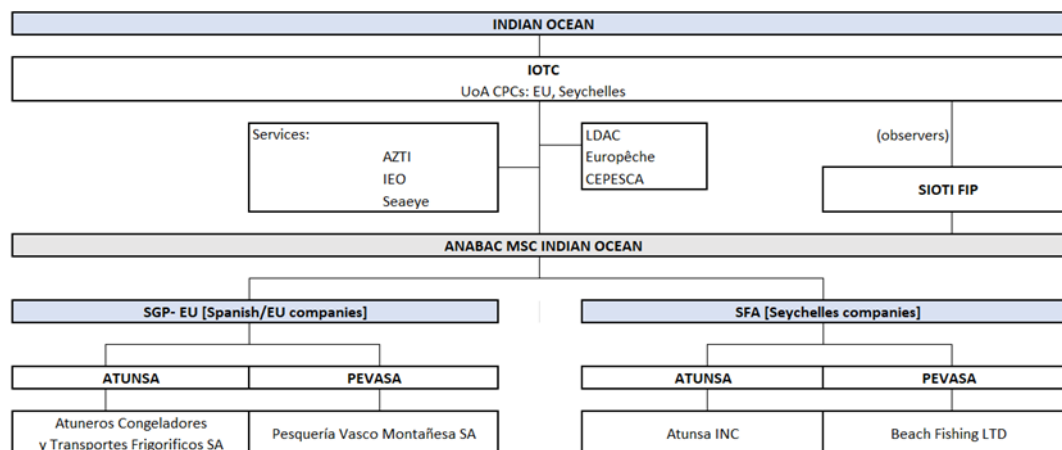 INDIAN OCEAN
IOTC
UoA CPCs: EU, Seychelles
Services:
AZTI
IEO
Seaeye
LDAC
Europêche
CEPESCA
(observers)
SIOTI FIP
ANABAC MSC INDIAN OCEAN
SGP- EU [Spanish/EU companies]
SFA [Seychelles companies]
ATUNSA
PEVASA
ATUNSA
PEVASA
Atuneros Congeladores
y Transportes Frigorificos SA
Pesquería Vasco Montañesa SA
Atunsa INC
Beach Fishing LTD